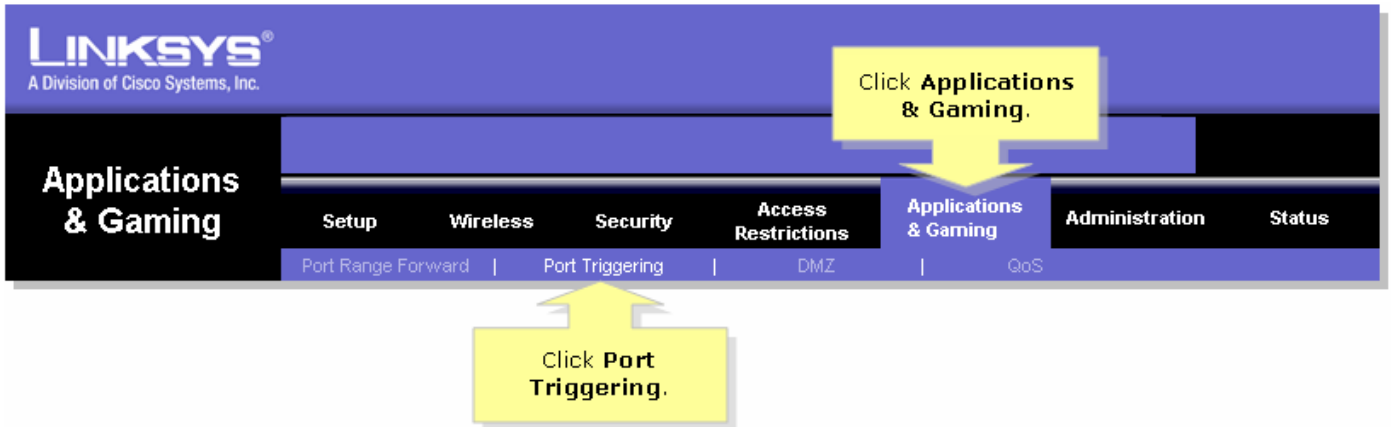 LINKSYS®
A Division of Cisco Systems, Inc.
Click Applications
& Gaming.
Applications
& Gaming
Setup
Wireless
Security
Access
Restrictions
Applications
& Gaming
Administration
Status
Port Range Forward | Port Triggering | DMZ | QoS
Click Port
Triggering.